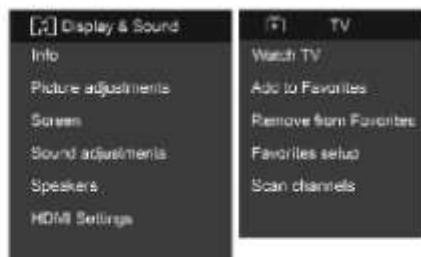 Display & Sound
Info
Picture adjustments
Screen
Sound adjustments
Speakers
HDMI Settings
TV
Watch TV
Add to Favorites
Remove from Favorites
Favorites setup
Scan channels